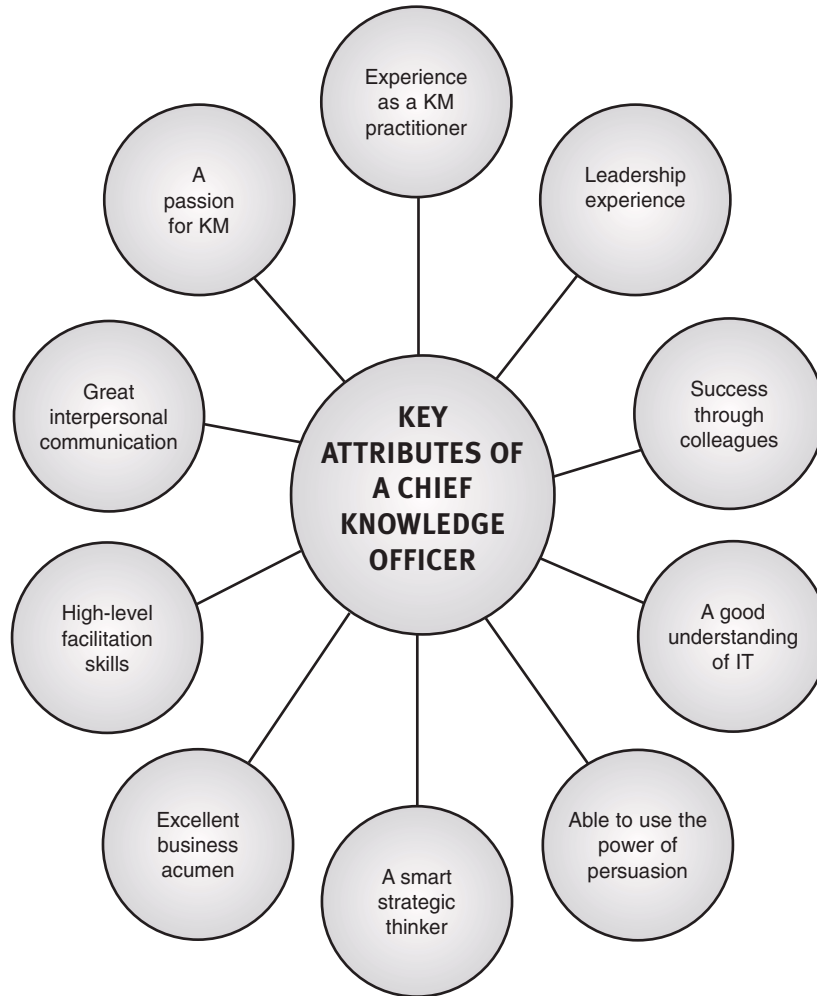 Experience
as a KM
practitioner
Leadership
experience
Success
through
colleagues
A good
understanding
of IT
Able to use the
power of
persuasion
A smart
strategic
thinker
Excellent
business
acumen
High-level
facilitation
skills
Great
interpersonal
communication
A
passion
for KM
KEY
ATTRIBUTES OF
A CHIEF
KNOWLEDGE
OFFICER